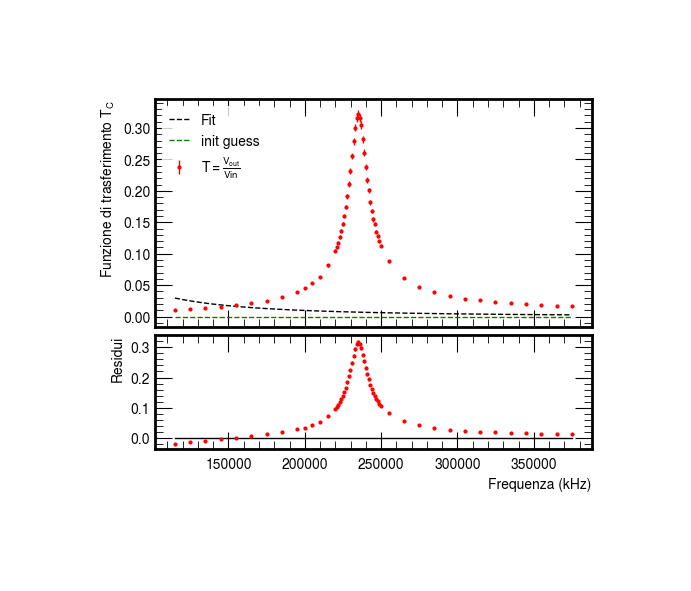 Funzione di trasferimento T_C
0.30
0.25
0.20
0.15
0.10
0.05
0.00
Fit
init guess
T = V_out/Vin
Residui
0.3
0.2
0.1
0.0
150000 200000 250000 300000 350000
Frequenza (kHz)